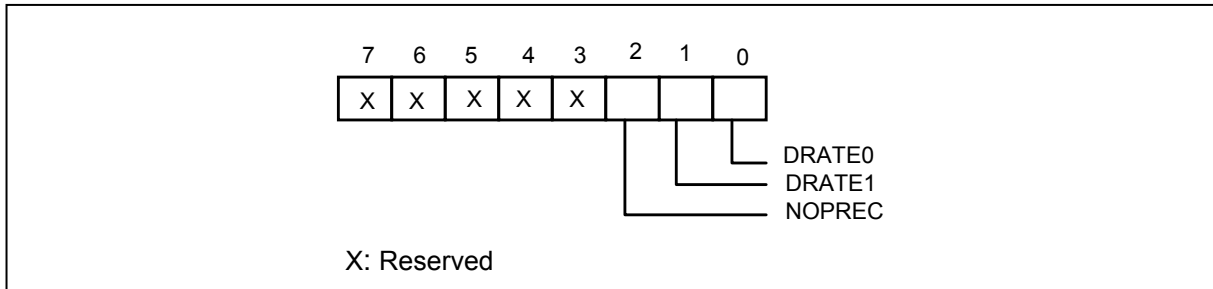 7 6 5 4 3 2 1 0
X X X X X
DRATE0
DRATE1
NOPREC
X: Reserved